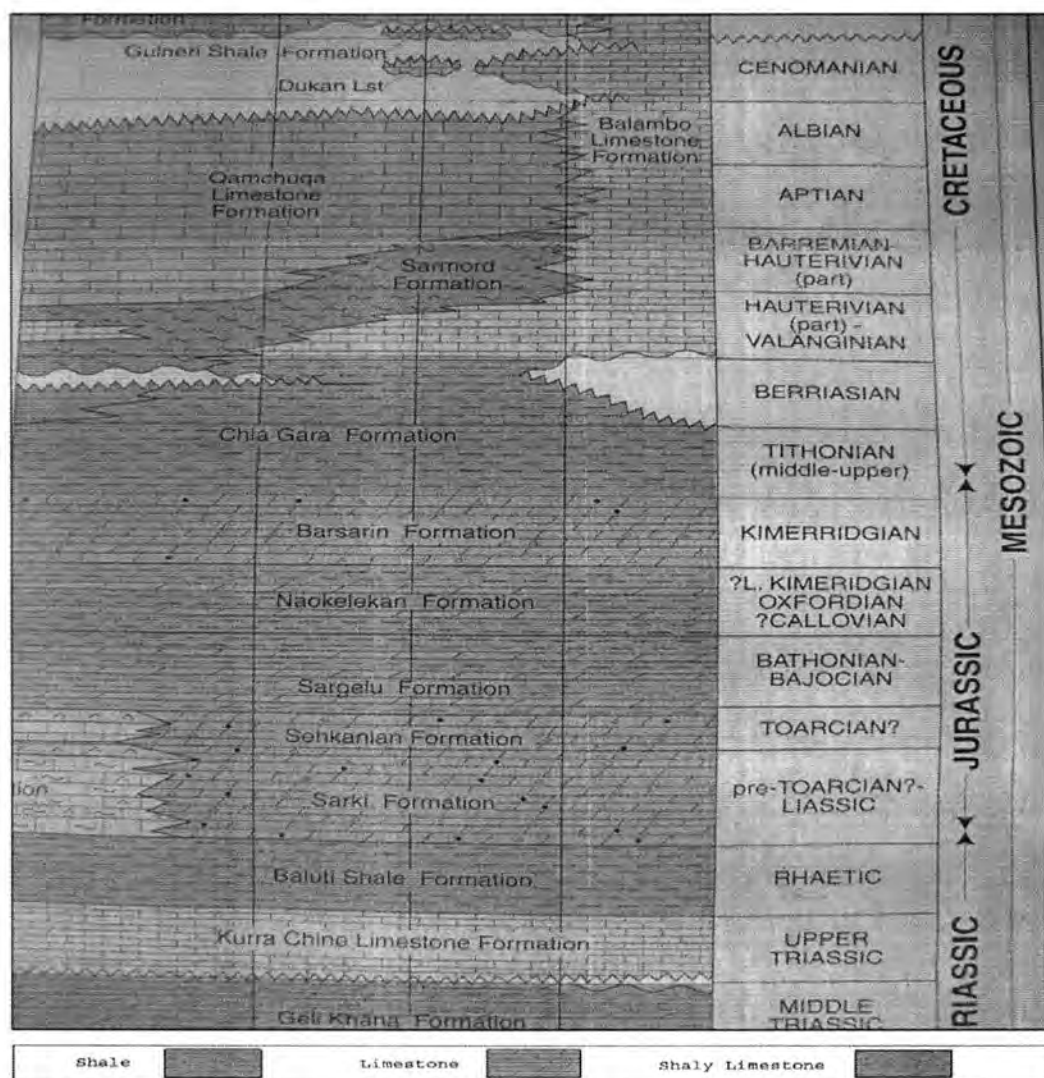 Formation
Gulneri Shale Formation
Dukan Lst
CENOMANIAN
Balambo
Limestone
Formation
ALBIAN
Qamchuqa
Limestone
Formation
APTIAN
Sarmord
Formation
BARREMIAN-
HAUTERIVIAN
(part)
HAUTERIVIAN
(part) -
VALANGINIAN
BERRIASIAN
Chia Gara Formation
TITHONIAN
(middle-upper)
Barsarin Formation
KIMERRIDGIAN
Naokelekan Formation
?L. KIMERIDGIAN
OXFORDIAN
?CALLOVIAN
Sargelu Formation
BATHONIAN-
BAJOCIAN
Sehkanian Formation
TOARCIAN?
tion
Sarki Formation
pre-TOARCIAN?-
LIASSIC
Baluti Shale Formation
RHAETIC
Kurra Chine Limestone Formation
UPPER
TRIASSIC
Geli Khana Formation
MIDDLE
TRIASSIC
CRETACEOUS
JURASSIC
RIASSIC
MESOZOIC
Shale
Limestone
Shaly Limestone